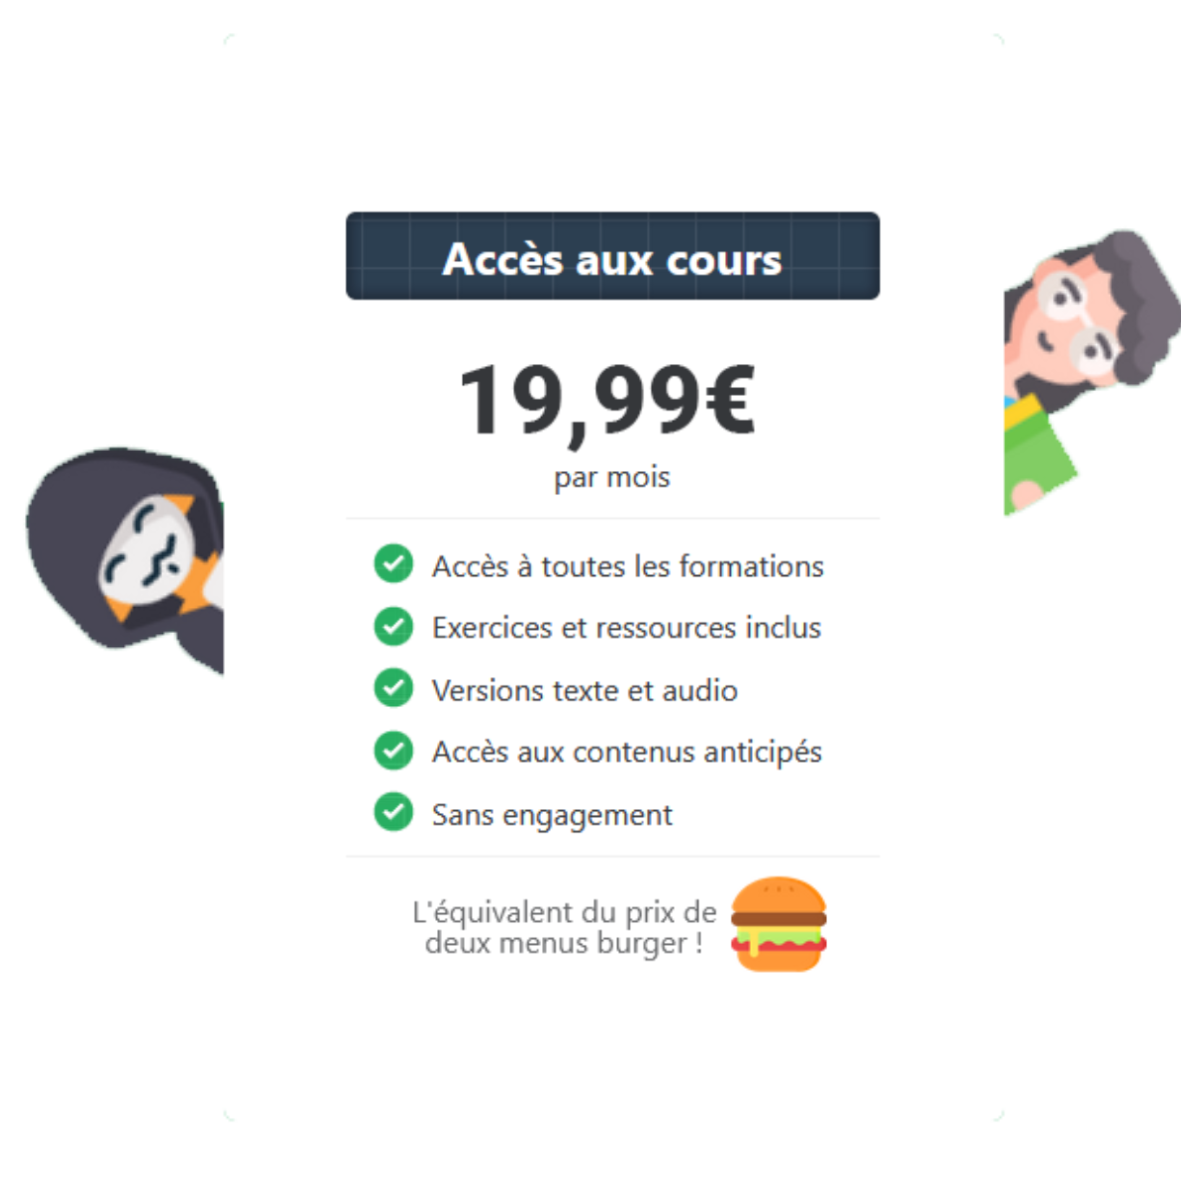 Accès aux cours
19,99€
par mois
Accès à toutes les formations
Exercices et ressources inclus
Versions texte et audio
Accès aux contenus anticipés
Sans engagement
L'équivalent du prix de
deux menus burger !